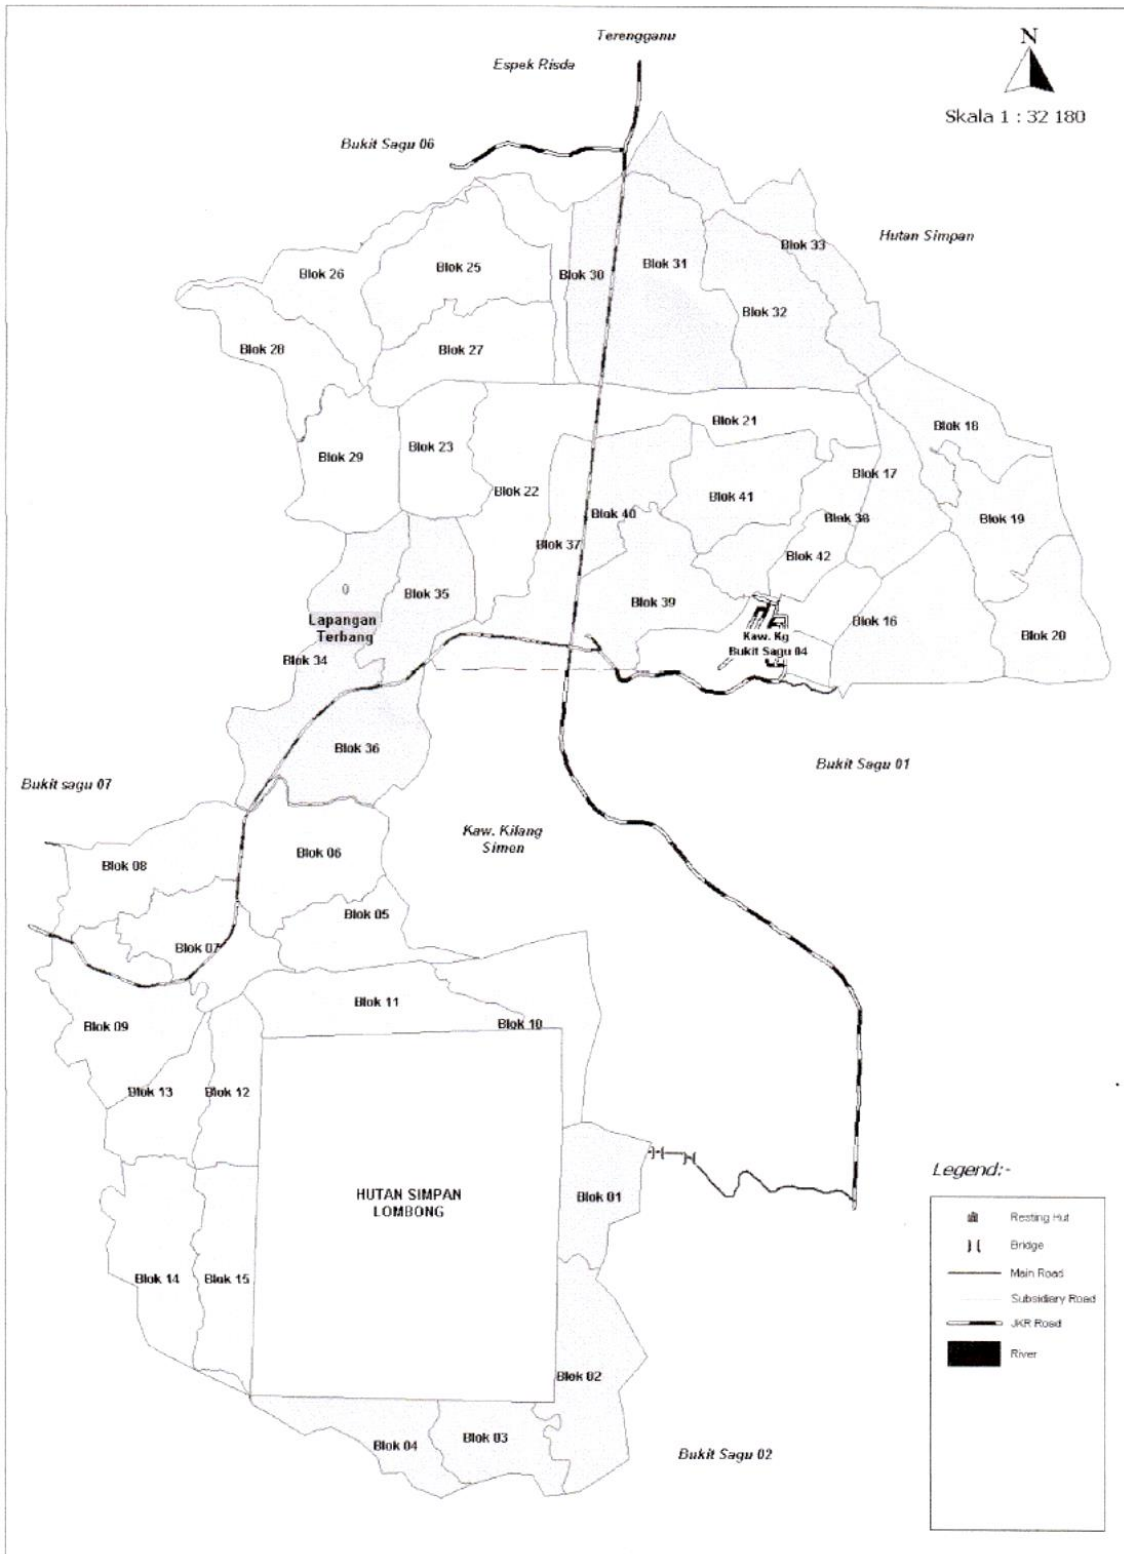 Terengganu
Espek Risda
N
Skala 1 : 32 180
Bukit Sagu 06
Hutan Simpan
Blok 33
Blok 31
Blok 25
Blok 26
Blok 30
Blok 32
Blok 28
Blok 27
Blok 21
Blok 18
Blok 23
Blok 29
Blok 17
Blok 22
Blok 41
Blok 40
Blok 38
Blok 19
Blok 37
Blok 42
0
Blok 35
Blok 39
Lapangan
Terbang
Blok 16
Kaw. Kg
Bukit Sagu 04
Blok 20
Blok 34
Blok 36
Bukit Sagu 01
Bukit sagu 07
Kaw. Kilang
Simen
Blok 06
Blok 08
Blok 05
Blok 07
Blok 11
Blok 10
Blok 09
Blok 13
Blok 12
HUTAN SIMPAN
LOMBONG
Blok 01
Blok 14
Blok 15
Blok 02
Blok 03
Blok 04
Bukit Sagu 02
Legend:-
Resting Hut
Bridge
Main Road
Subsidiary Road
JKR Road
River